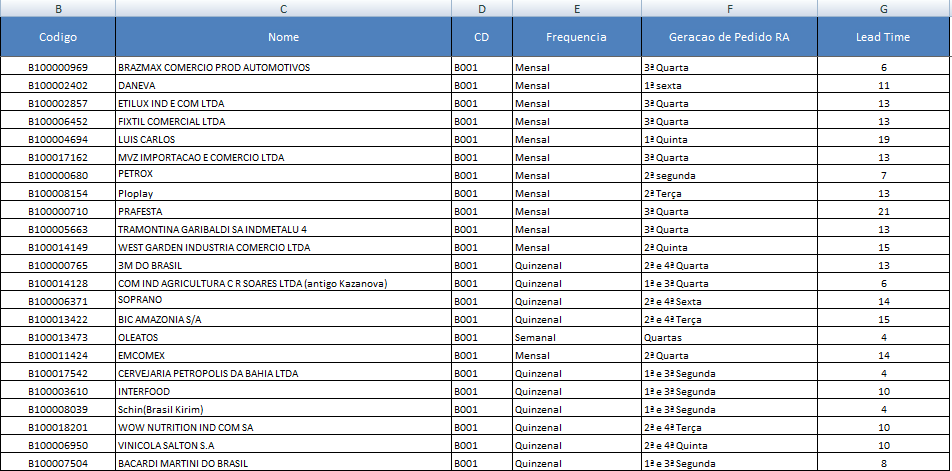 B C D E F G
Codigo Nome CD Frequencia Geracao de Pedido RA Lead Time
B100000969 BRAZMAX COMERCIO PROD AUTOMOTIVOS B001 Mensal 3ª Quarta 6
B100002402 DANEVA B001 Mensal 1ª sexta 11
B100002857 ETILUX IND E COM LTDA B001 Mensal 3ª Quarta 13
B100006452 FIXTIL COMERCIAL LTDA B001 Mensal 3ª Quarta 13
B100004694 LUIS CARLOS B001 Mensal 1ª Quinta 19
B100017162 MVZ IMPORTACAO E COMERCIO LTDA B001 Mensal 3ª Quarta 13
B100000680 PETROX B001 Mensal 2ª segunda 7
B100008154 Ploplay B001 Mensal 2ª Terça 13
B100000710 PRAFESTA B001 Mensal 3ª Quarta 21
B100005663 TRAMONTINA GARIBALDI SA INDMETALU 4 B001 Mensal 3ª Quarta 13
B100014149 WEST GARDEN INDUSTRIA COMERCIO LTDA B001 Mensal 2ª Quinta 15
B100000765 3M DO BRASIL B001 Quinzenal 2ª e 4ª Quarta 13
B100014128 COM IND AGRICULTURA C R SOARES LTDA (antigo Kazanova) B001 Quinzenal 1ª e 3ª Quarta 6
B100006371 SOPRANO B001 Quinzenal 2ª e 4ª Sexta 14
B100013422 BIC AMAZONIA S/A B001 Quinzenal 2ª e 4ª Terça 15
B100013473 OLEATOS B001 Semanal Quartas 4
B100011424 EMCOMEX B001 Mensal 2ª Quarta 14
B100017542 CERVEJARIA PETROPOLIS DA BAHIA LTDA B001 Quinzenal 1ª e 3ª Segunda 4
B100003610 INTERFOOD B001 Quinzenal 1ª e 3ª Segunda 10
B100008039 Schin(Brasil Kirim) B001 Quinzenal 1ª e 3ª Segunda 4
B100018201 WOW NUTRITION IND COM SA B001 Quinzenal 2ª e 4ª Terça 10
B100006950 VINICOLA SALTON S.A B001 Quinzenal 2ª e 4ª Quinta 10
B100007504 BACARDI MARTINI DO BRASIL B001 Quinzenal 1ª e 3ª Segunda 8